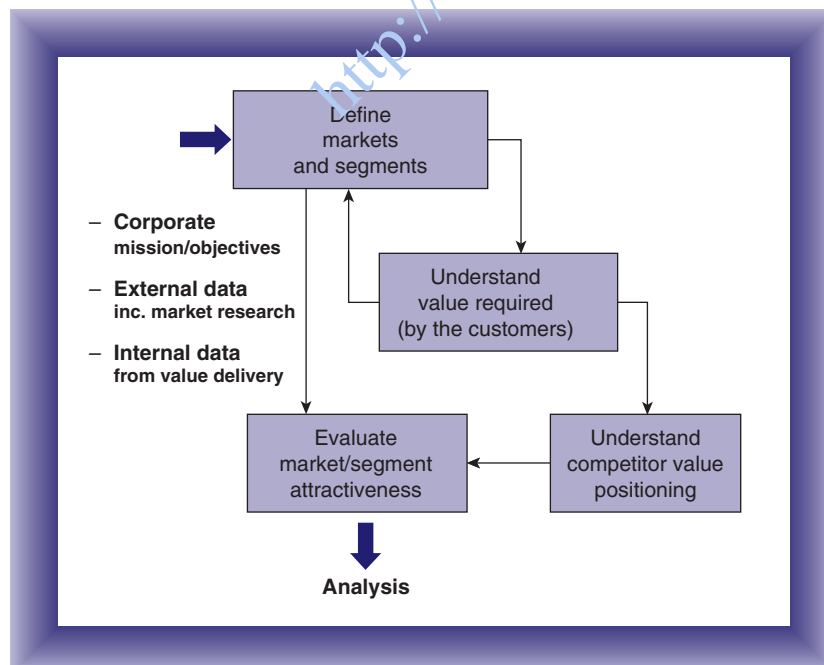 http://
Define
markets
and segments
– Corporate
mission/objectives
– External data
inc. market research
– Internal data
from value delivery
Understand
value required
(by the customers)
Evaluate
market/segment
attractiveness
Understand
competitor value
positioning
Analysis